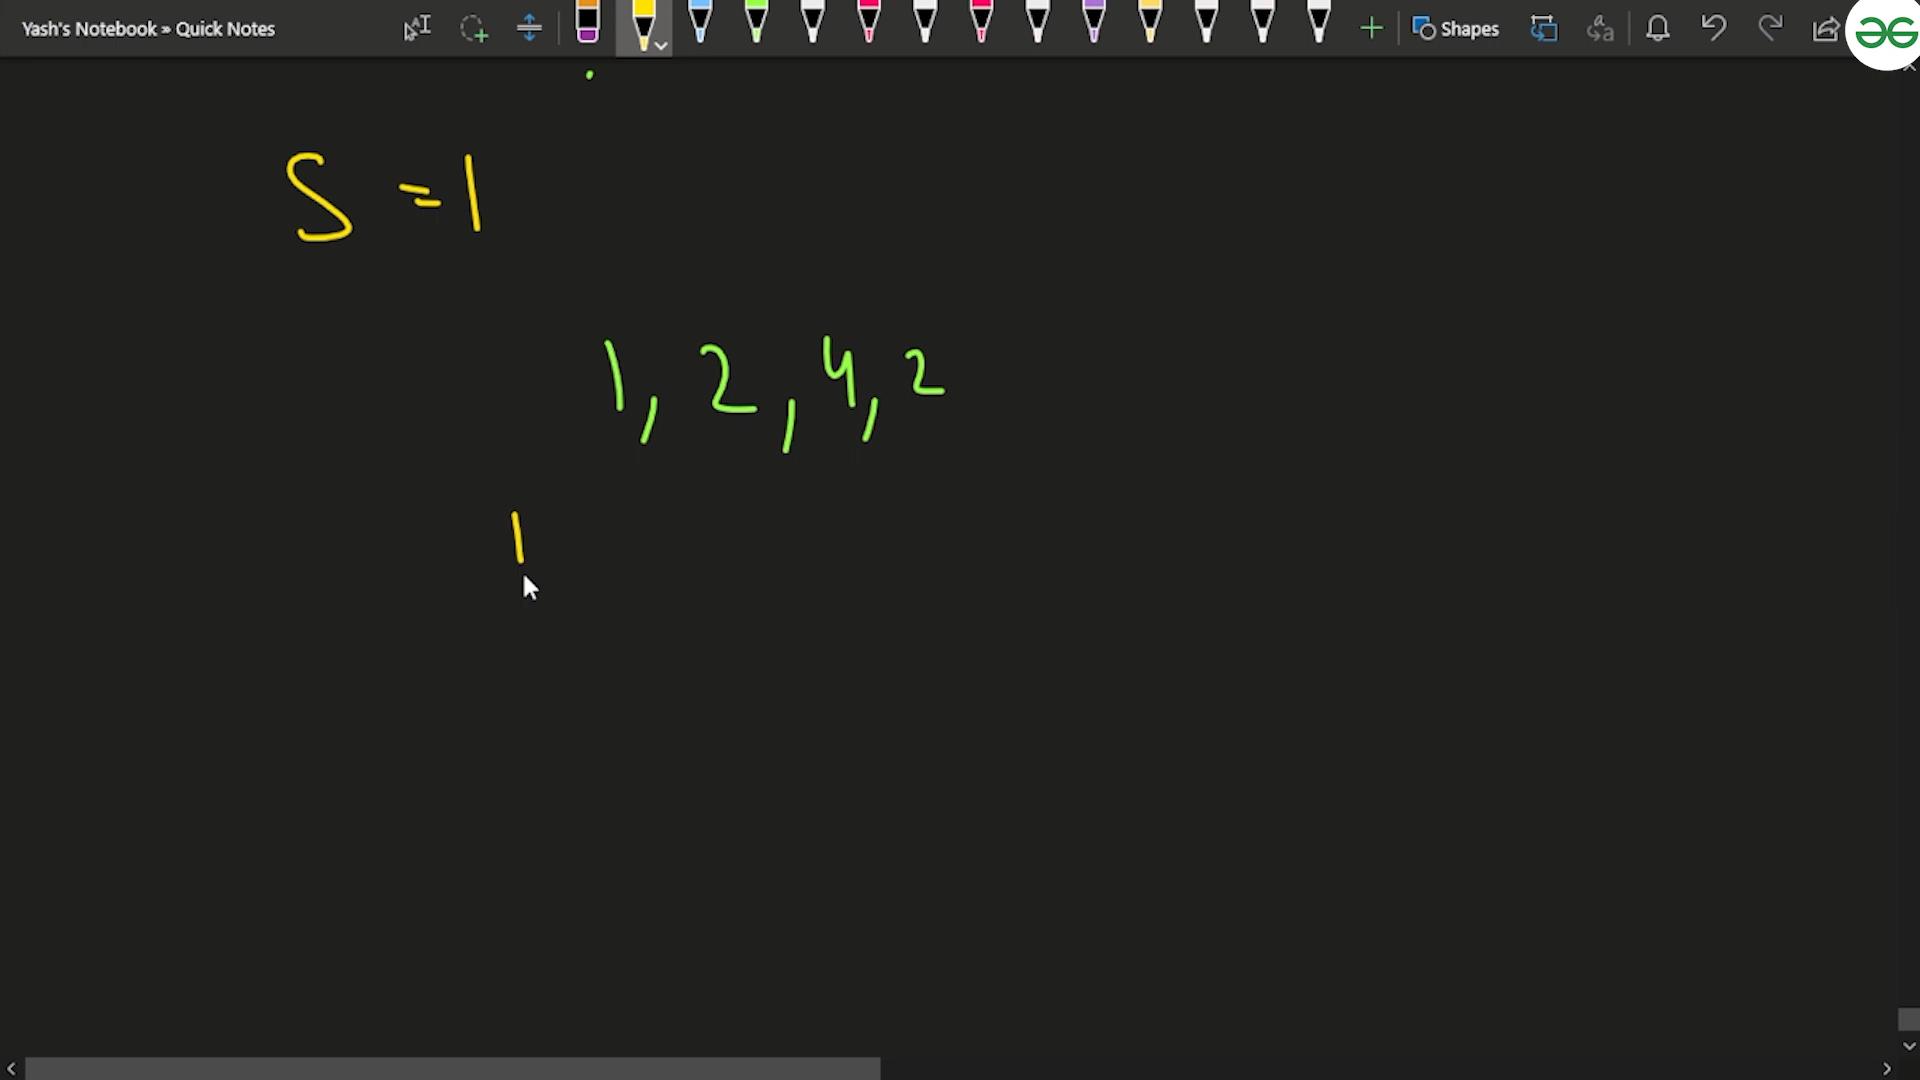 Yash's Notebook » Quick Notes
Shapes
S = 1
1, 2, 4, 2
1